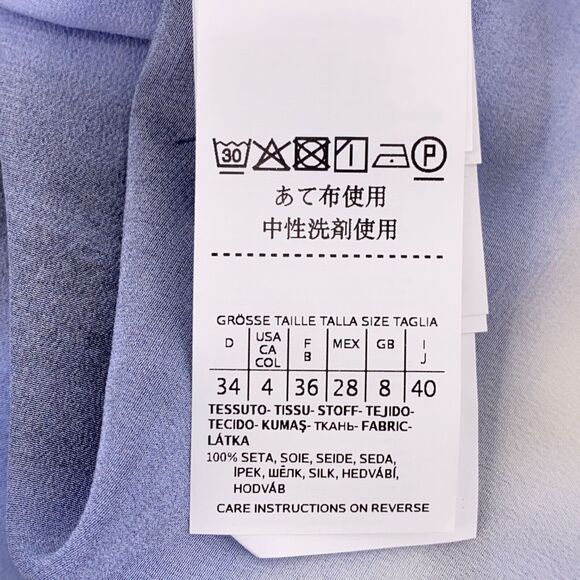 30 P
あて布使用
中性洗剤使用
GRÖSSE TAILLE TALLA SIZE TAGLIA
D USA CA COL F B MEX GB I J
34 4 36 28 8 40
TESSUTO- TISSU- STOFF- TEJIDO-
TECIDO- KUMAŞ- ТКАНЬ- FABRIC-
LÁTKA
100% SETA, SOIE, SEIDE, SEDA,
İPEK, ШЁЛК, SILK, HEDVÁBÍ,
HODVÁB
CARE INSTRUCTIONS ON REVERSE